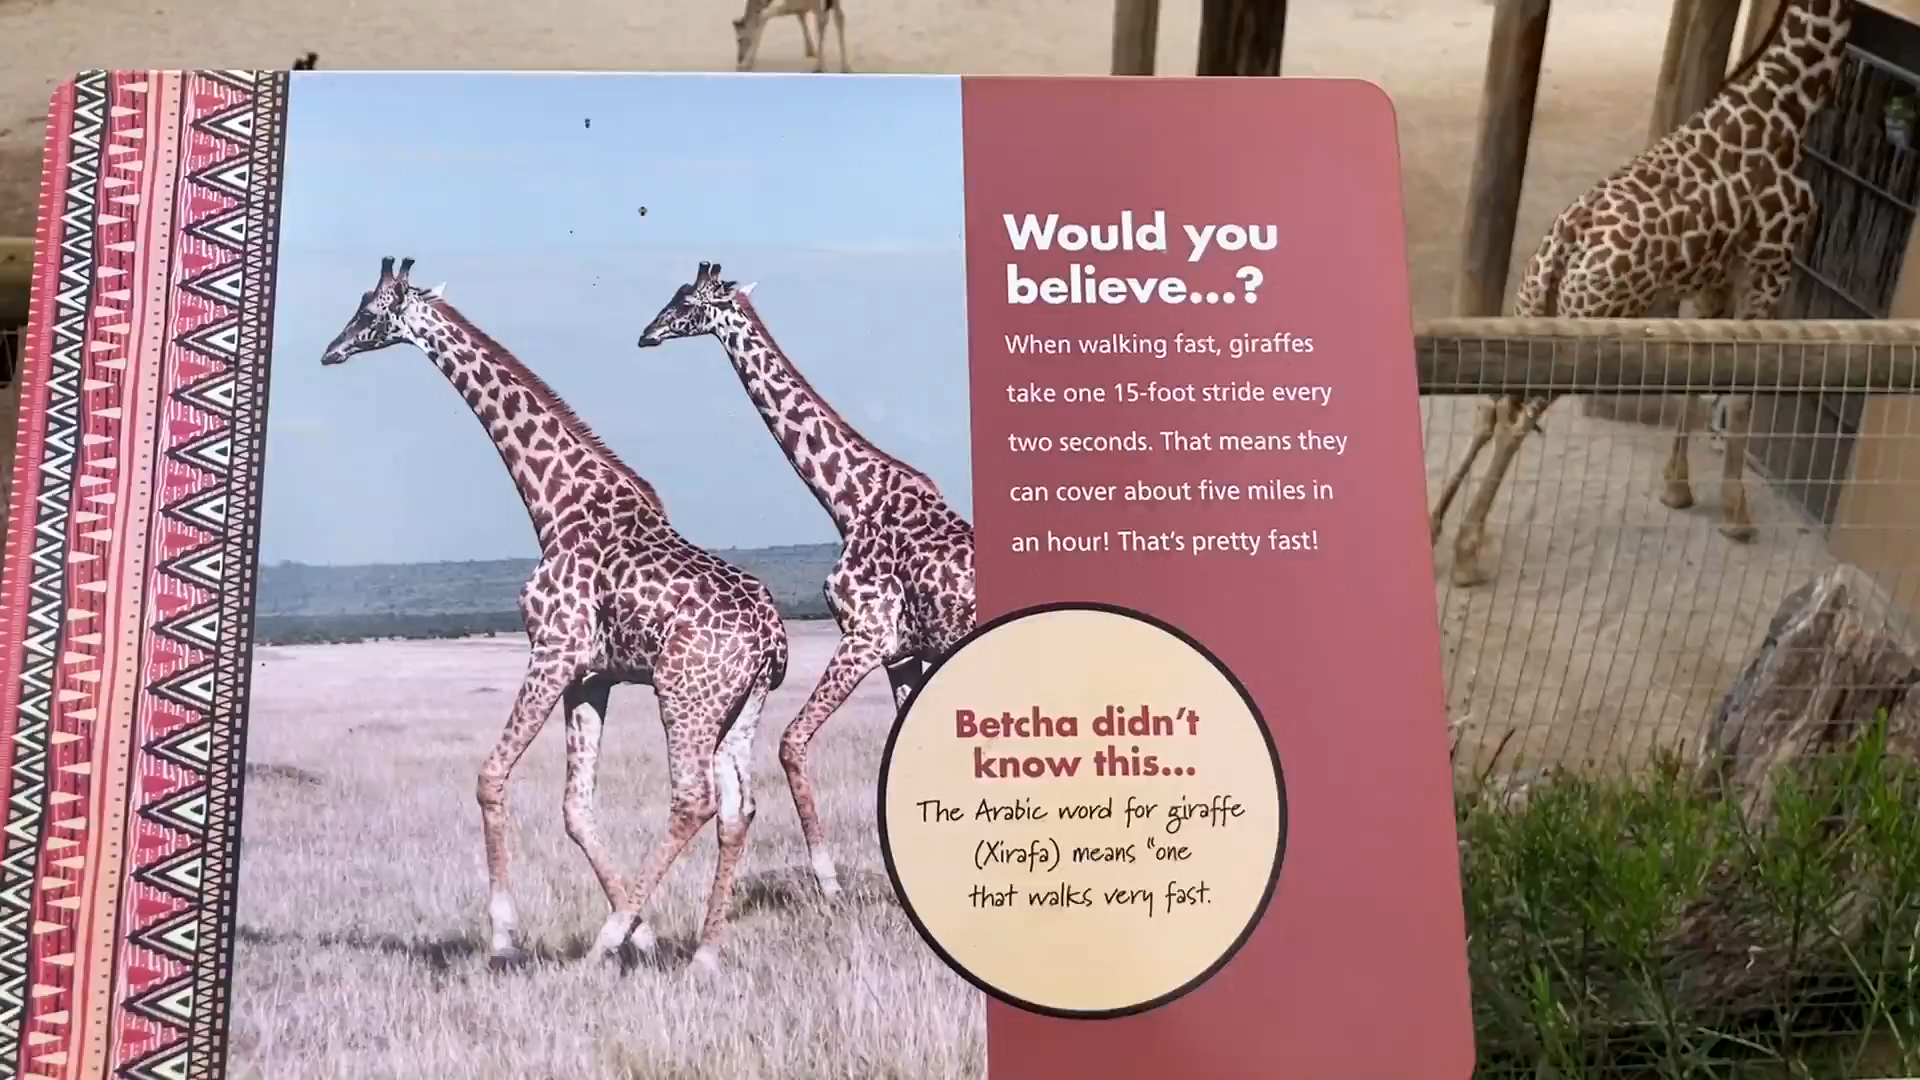 Would you
believe...?
When walking fast, giraffes
take one 15-foot stride every
two seconds. That means they
can cover about five miles in
an hour! That's pretty fast!
Betcha didn't
know this...
The Arabic word for giraffe
(Xirafa) means "one
that walks very fast.